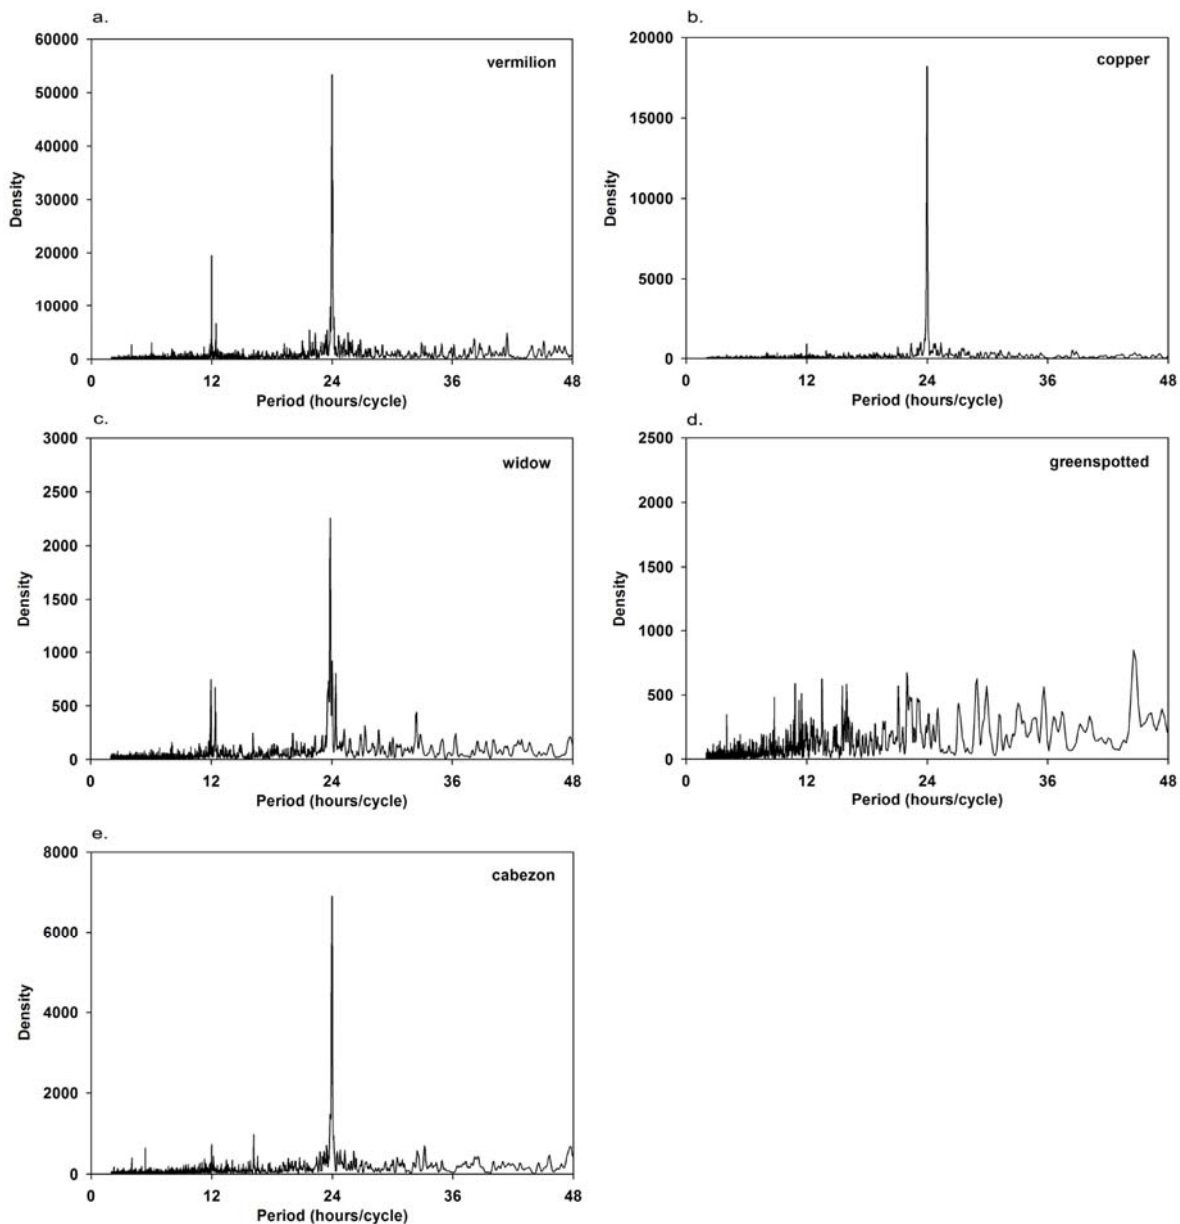 a.
60000
50000
40000
30000
20000
10000
0
Density
vermilion
0 12 24 36 48
Period (hours/cycle)
b.
20000
15000
10000
5000
0
Density
copper
0 12 24 36 48
Period (hours/cycle)
c.
3000
2500
2000
1500
1000
500
0
Density
widow
0 12 24 36 48
Period (hours/cycle)
d.
2500
2000
1500
1000
500
0
Density
greenspotted
0 12 24 36 48
Period (hours/cycle)
e.
8000
6000
4000
2000
0
Density
cabezon
0 12 24 36 48
Period (hours/cycle)